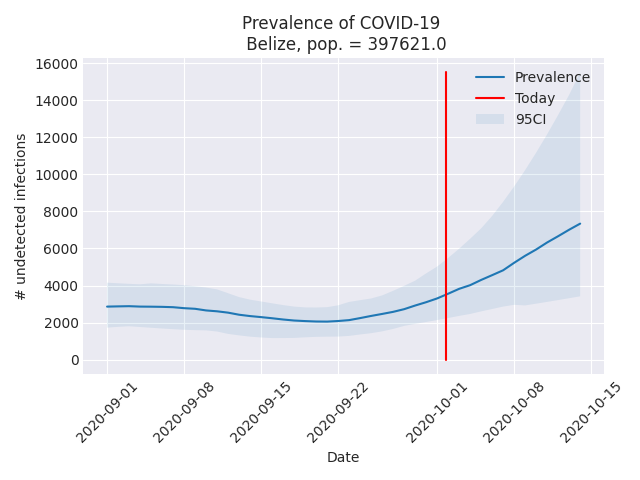 Prevalence of COVID-19
Belize, pop. = 397621.0
16000
14000
12000
10000
8000
6000
4000
2000
0
# undetected infections
Prevalence
Today
95CI
2020-09-01
2020-09-08
2020-09-15
2020-09-22
2020-10-01
2020-10-08
2020-10-15
Date